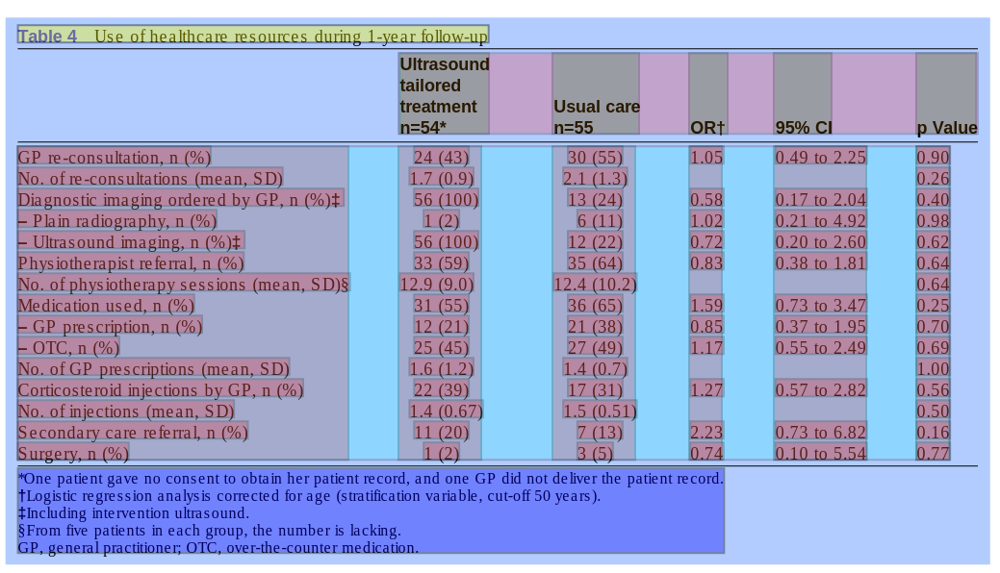 Table 4 Use of healthcare resources during 1-year follow-up
Ultrasound
tailored
treatment Usual care
n=54* n=55 OR† 95% CI p Value
GP re-consultation, n (%) 24 (43) 30 (55) 1.05 0.49 to 2.25 0.90
No. of re-consultations (mean, SD) 1.7 (0.9) 2.1 (1.3) 0.26
Diagnostic imaging ordered by GP, n (%)‡ 56 (100) 13 (24) 0.58 0.17 to 2.04 0.40
– Plain radiography, n (%) 1 (2) 6 (11) 1.02 0.21 to 4.92 0.98
– Ultrasound imaging, n (%)‡ 56 (100) 12 (22) 0.72 0.20 to 2.60 0.62
Physiotherapist referral, n (%) 33 (59) 35 (64) 0.83 0.38 to 1.81 0.64
No. of physiotherapy sessions (mean, SD)§ 12.9 (9.0) 12.4 (10.2) 0.64
Medication used, n (%) 31 (55) 36 (65) 1.59 0.73 to 3.47 0.25
– GP prescription, n (%) 12 (21) 21 (38) 0.85 0.37 to 1.95 0.70
– OTC, n (%) 25 (45) 27 (49) 1.17 0.55 to 2.49 0.69
No. of GP prescriptions (mean, SD) 1.6 (1.2) 1.4 (0.7) 1.00
Corticosteroid injections by GP, n (%) 22 (39) 17 (31) 1.27 0.57 to 2.82 0.56
No. of injections (mean, SD) 1.4 (0.67) 1.5 (0.51) 0.50
Secondary care referral, n (%) 11 (20) 7 (13) 2.23 0.73 to 6.82 0.16
Surgery, n (%) 1 (2) 3 (5) 0.74 0.10 to 5.54 0.77
*One patient gave no consent to obtain her patient record, and one GP did not deliver the patient record.
†Logistic regression analysis corrected for age (stratification variable, cut-off 50 years).
‡Including intervention ultrasound.
§From five patients in each group, the number is lacking.
GP, general practitioner; OTC, over-the-counter medication.